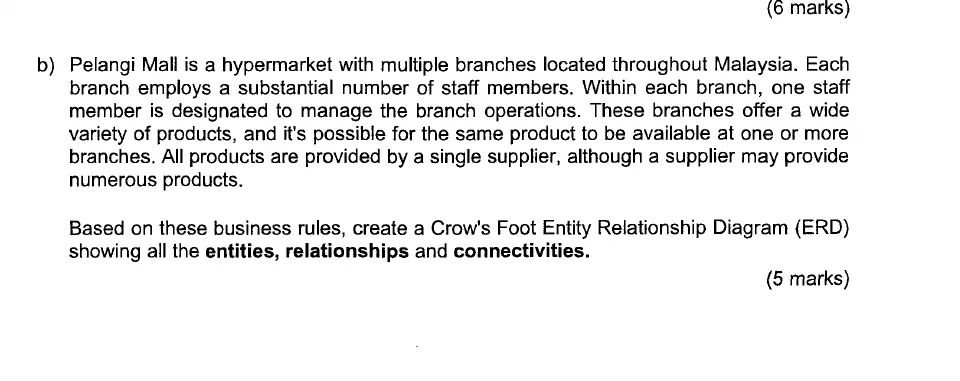 (6 marks)
b) Pelangi Mall is a hypermarket with multiple branches located throughout Malaysia. Each
branch employs a substantial number of staff members. Within each branch, one staff
member is designated to manage the branch operations. These branches offer a wide
variety of products, and it's possible for the same product to be available at one or more
branches. All products are provided by a single supplier, although a supplier may provide
numerous products.
Based on these business rules, create a Crow's Foot Entity Relationship Diagram (ERD)
showing all the entities, relationships and connectivities.
(5 marks)